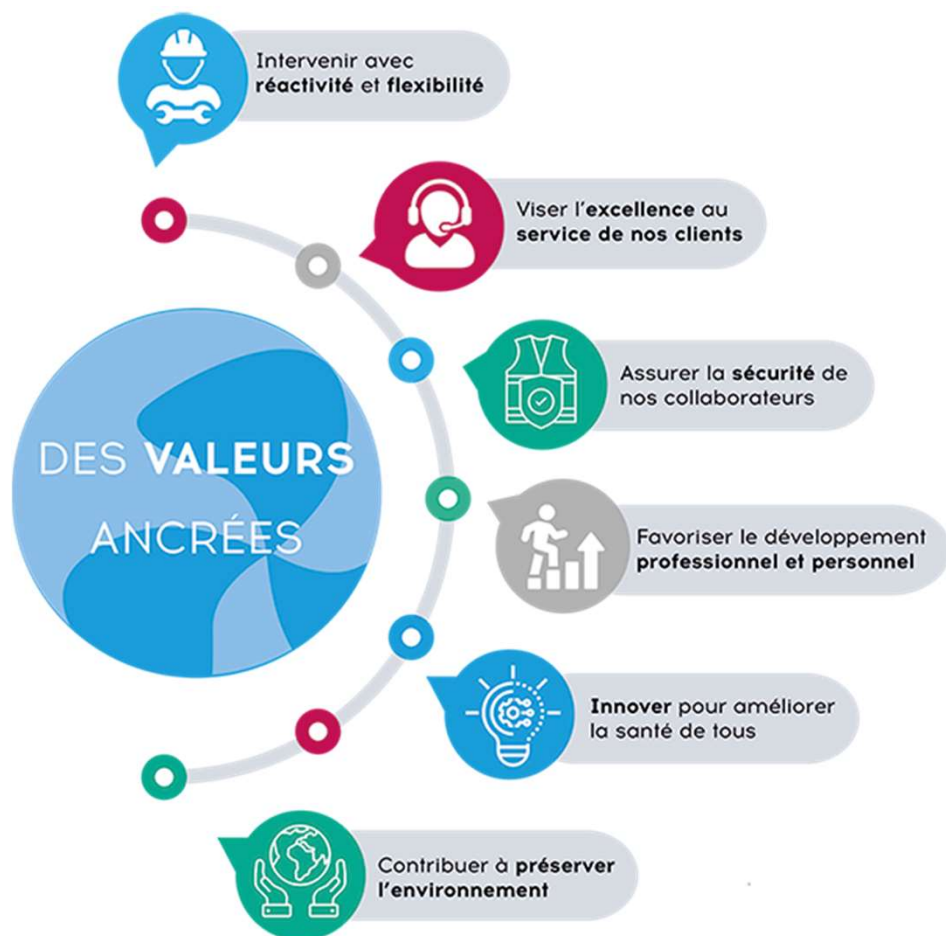 Intervenir avec
réactivité et flexibilité
Viser l'excellence au
service de nos clients
Assurer la sécurité de
nos collaborateurs
DES VALEURS
ANCRÉES
Favoriser le développement
professionnel et personnel
Innover pour améliorer
la santé de tous
Contribuer à préserver
l'environnement